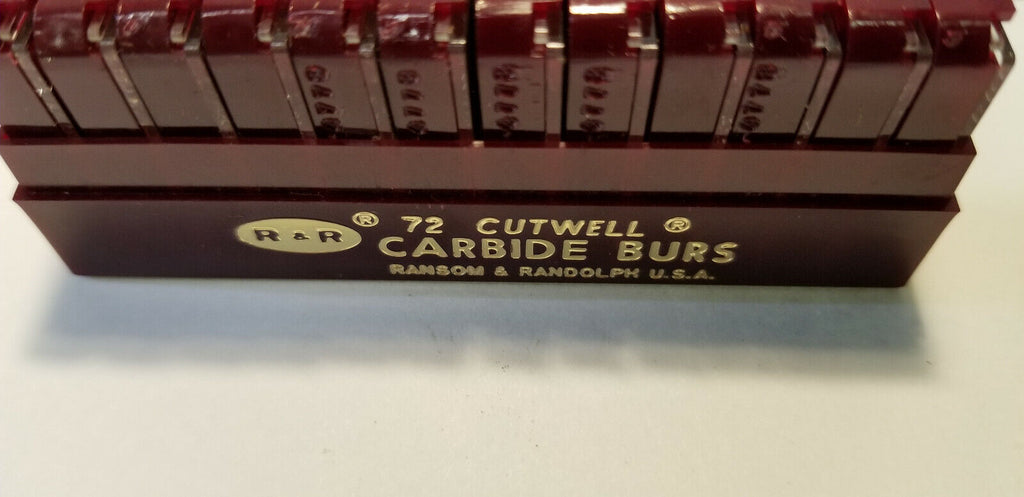 R & R ® 72 CUTWELL ®
CARBIDE BURS
RANSOM & RANDOLPH U.S.A.